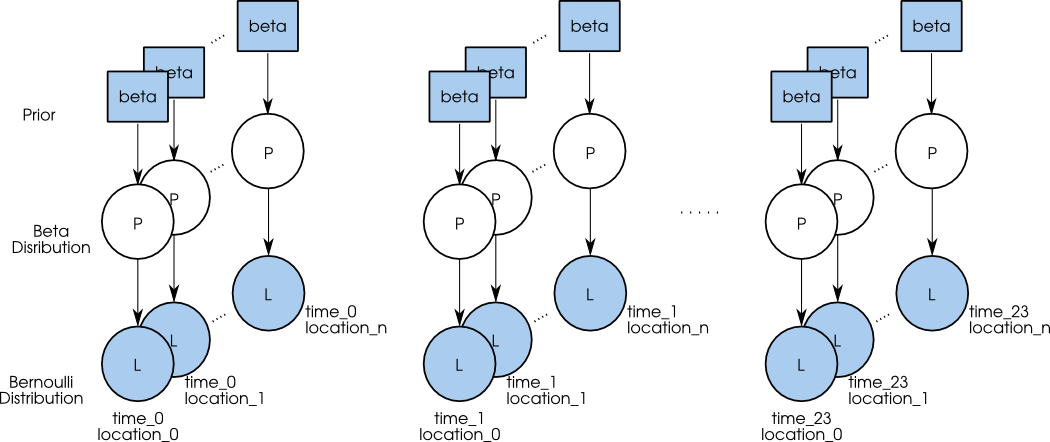 beta
beta
beta
beta
beta
beta
beta
beta
beta
Prior
P
P
P
P
P
P
P
P
P
Beta
Disribution
L
L
L
time_0
location_n
time_1
location_n
time_23
location_n
L
L
L
L
L
L
Bernoulli
Distribution
time_0
location_1
time_1
location_1
time_23
location_1
time_0
location_0
time_1
location_0
time_23
location_0